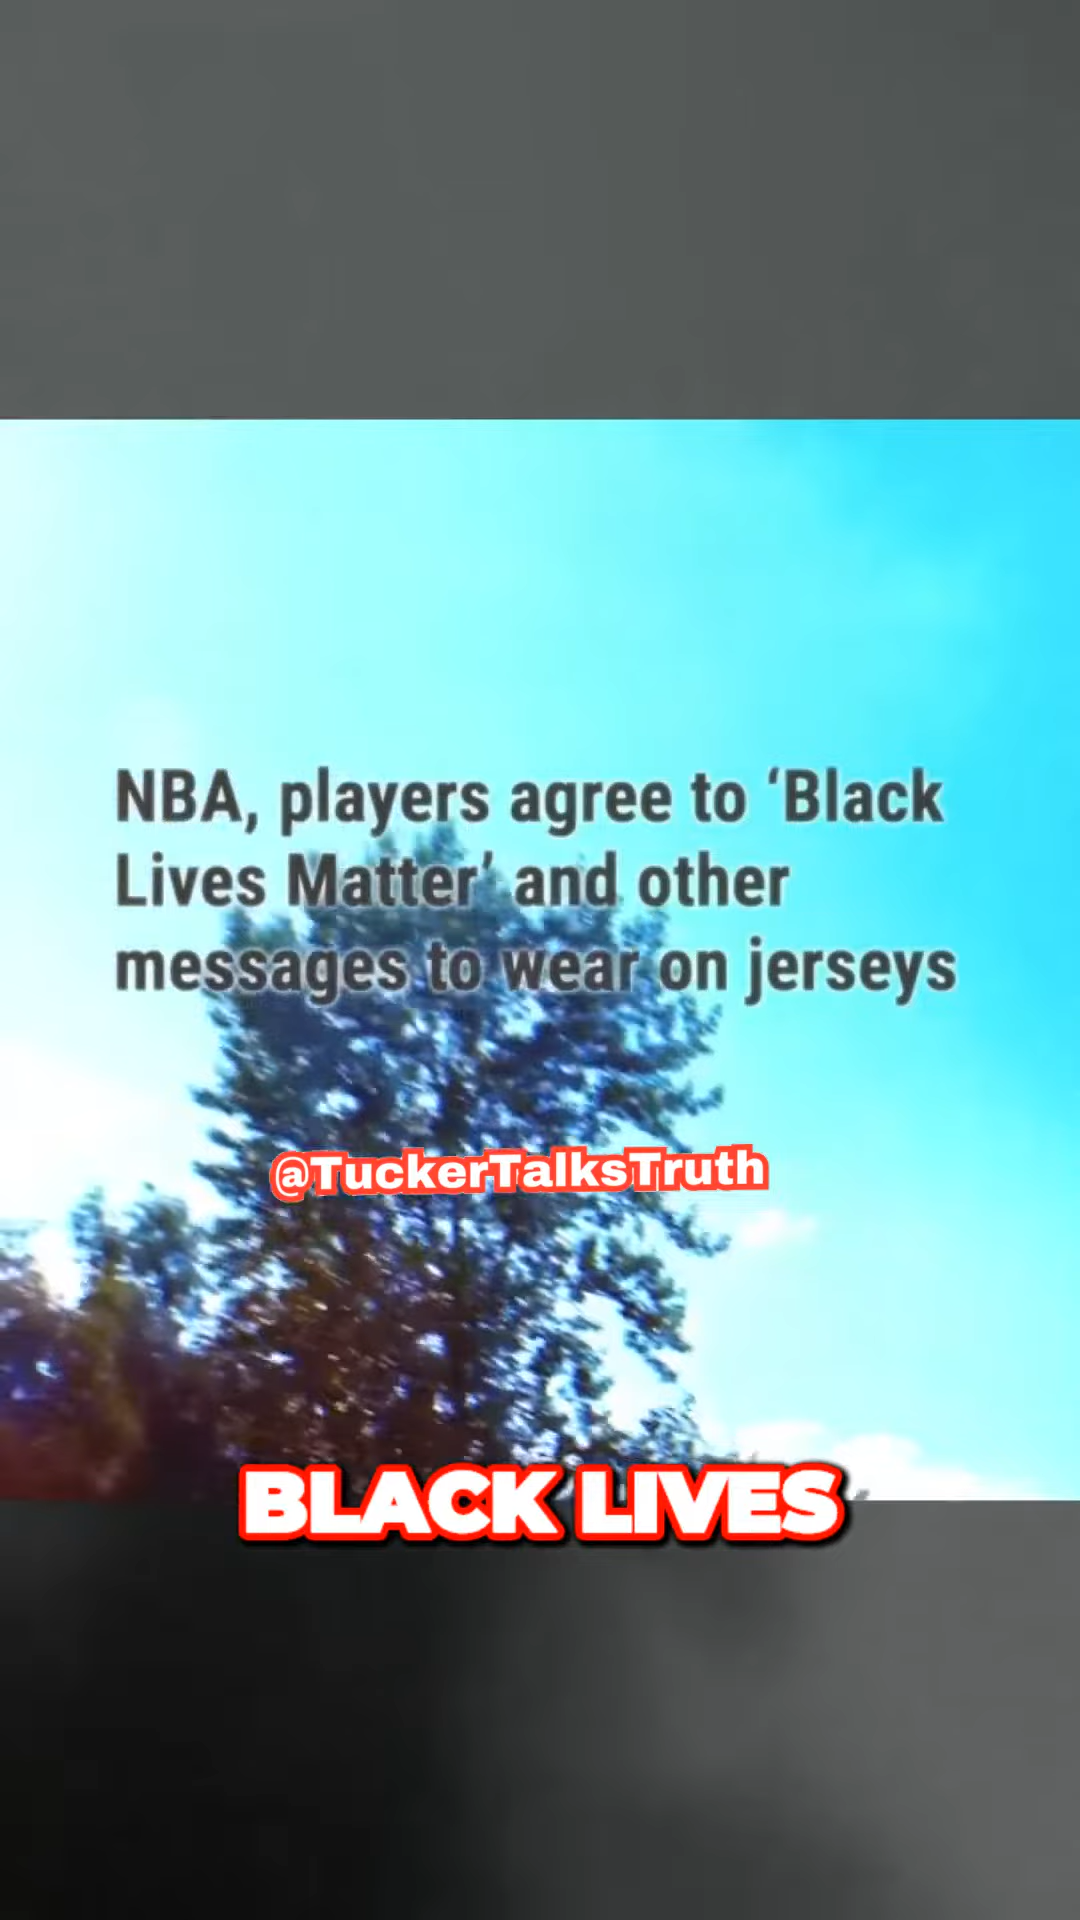 NBA, players agree to ‘Black
Lives Matter’ and other
messages to wear on jerseys
@TuckerTalksTruth
BLACK LIVES